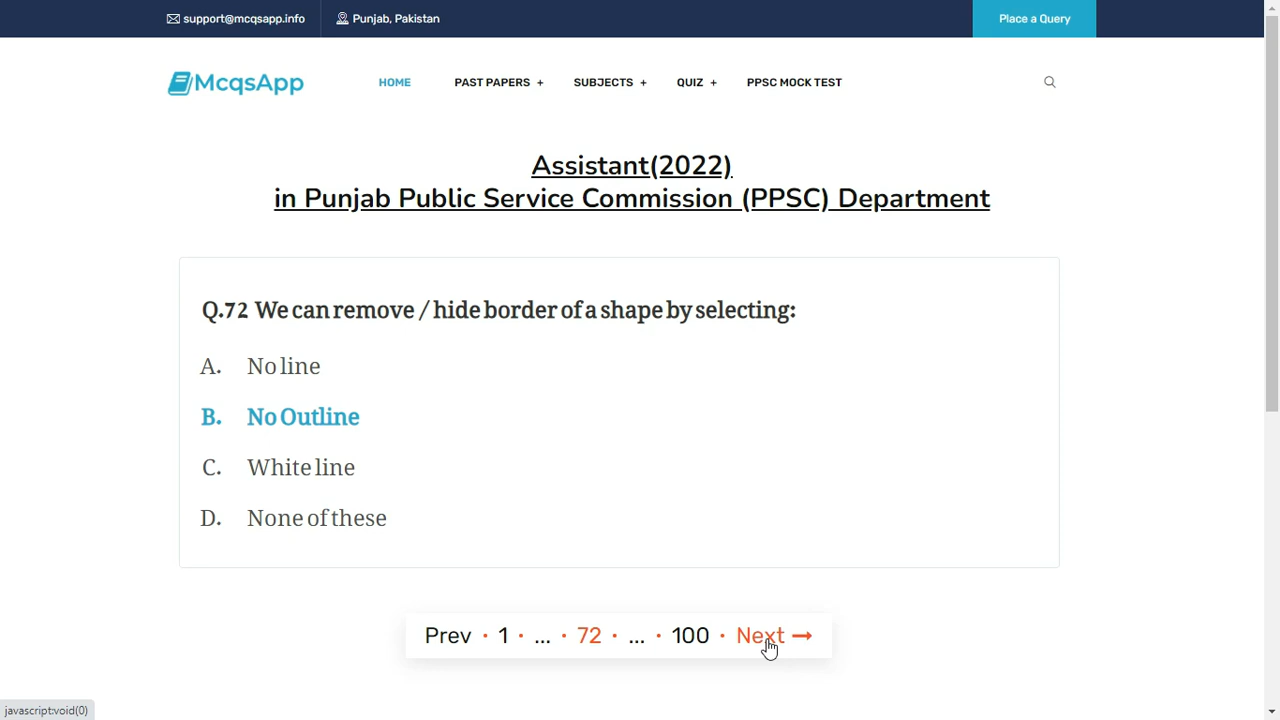 support@mcqsapp.info
Punjab, Pakistan
Place a Query
McqsApp
HOME
PAST PAPERS +
SUBJECTS +
QUIZ +
PPSC MOCK TEST
Assistant(2022)
in Punjab Public Service Commission (PPSC) Department
Q.72 We can remove / hide border of a shape by selecting:
A. No line
B. No Outline
C. White line
D. None of these
Prev · 1 · ... · 72 · ... · 100 · Next →
javascript:void(0)